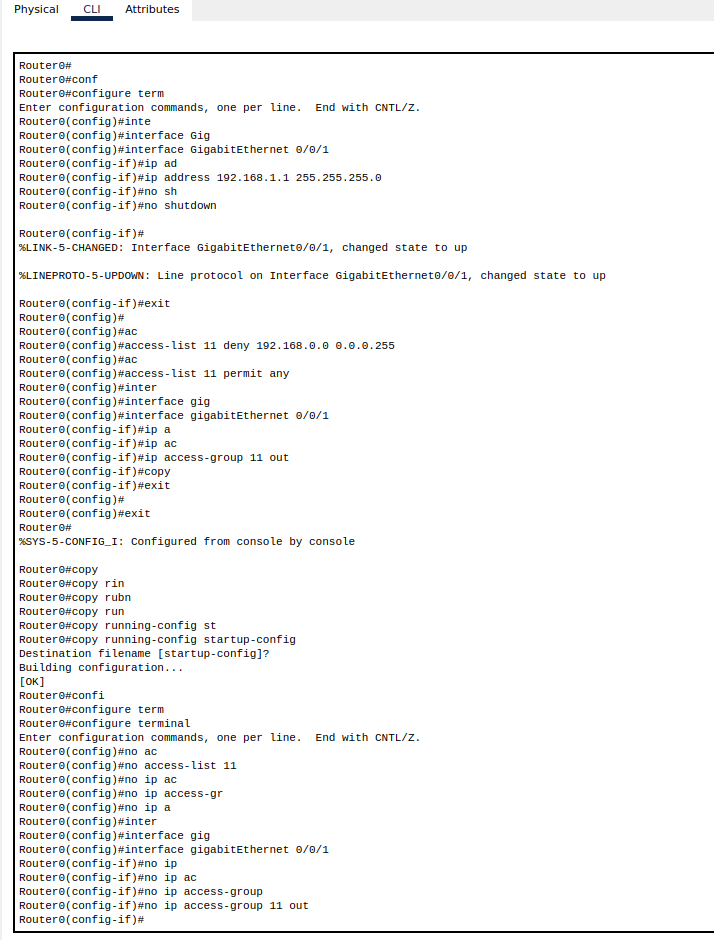 Physical CLI Attributes
Router0#
Router0#conf
Router0#configure term
Enter configuration commands, one per line.  End with CNTL/Z.
Router0(config)#inte
Router0(config)#interface Gig
Router0(config)#interface GigabitEthernet 0/0/1
Router0(config-if)#ip ad
Router0(config-if)#ip address 192.168.1.1 255.255.255.0
Router0(config-if)#no sh
Router0(config-if)#no shutdown
Router0(config-if)#
%LINK-5-CHANGED: Interface GigabitEthernet0/0/1, changed state to up
%LINEPROTO-5-UPDOWN: Line protocol on Interface GigabitEthernet0/0/1, changed state to up
Router0(config-if)#exit
Router0(config)#
Router0(config)#ac
Router0(config)#access-list 11 deny 192.168.0.0 0.0.0.255
Router0(config)#ac
Router0(config)#access-list 11 permit any
Router0(config)#inter
Router0(config)#interface gig
Router0(config)#interface gigabitEthernet 0/0/1
Router0(config-if)#ip a
Router0(config-if)#ip ac
Router0(config-if)#ip access-group 11 out
Router0(config-if)#copy
Router0(config-if)#exit
Router0(config)#
Router0(config)#exit
Router0#
%SYS-5-CONFIG_I: Configured from console by console
Router0#copy
Router0#copy rin
Router0#copy rubn
Router0#copy run
Router0#copy running-config st
Router0#copy running-config startup-config
Destination filename [startup-config]?
Building configuration...
[OK]
Router0#confi
Router0#configure term
Router0#configure terminal
Enter configuration commands, one per line.  End with CNTL/Z.
Router0(config)#no ac
Router0(config)#no access-list 11
Router0(config)#no ip ac
Router0(config)#no ip access-gr
Router0(config)#no ip a
Router0(config)#inter
Router0(config)#interface gig
Router0(config)#interface gigabitEthernet 0/0/1
Router0(config-if)#no ip
Router0(config-if)#no ip ac
Router0(config-if)#no ip access-group
Router0(config-if)#no ip access-group 11 out
Router0(config-if)#